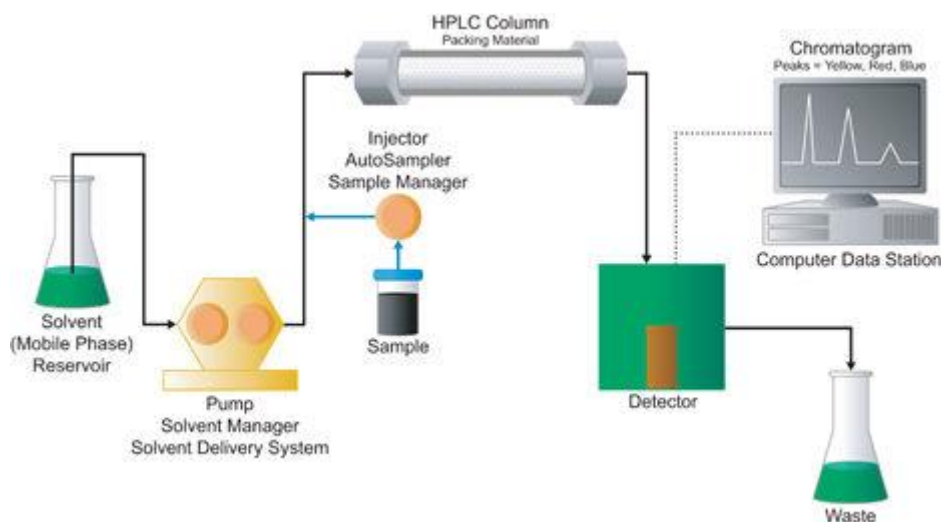 HPLC Column
Packing Material
Chromatogram
Peaks = Yellow, Red, Blue
Injector
AutoSampler
Sample Manager
Computer Data Station
Solvent
(Mobile Phase)
Reservoir
Sample
Pump
Solvent Manager
Solvent Delivery System
Detector
Waste